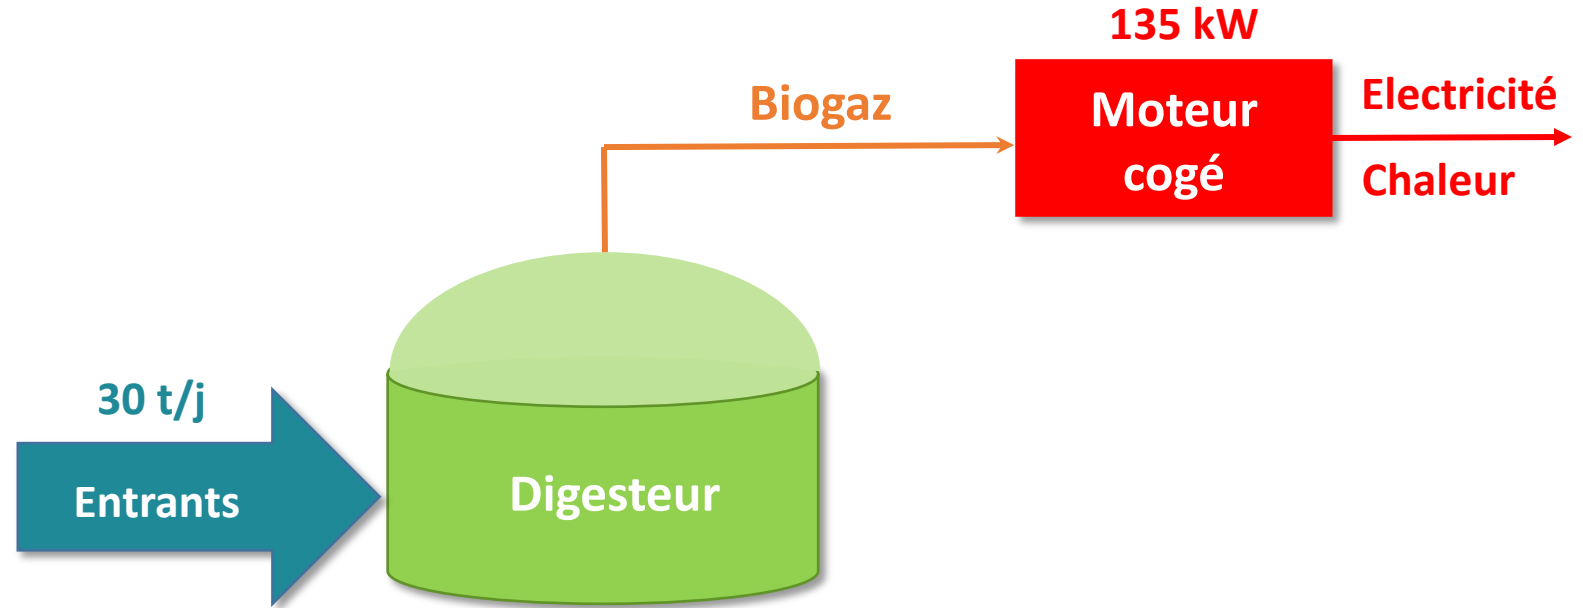 135 kW
Biogaz
Moteur
cogé
Electricité
Chaleur
30 t/j
Entrants
Digesteur